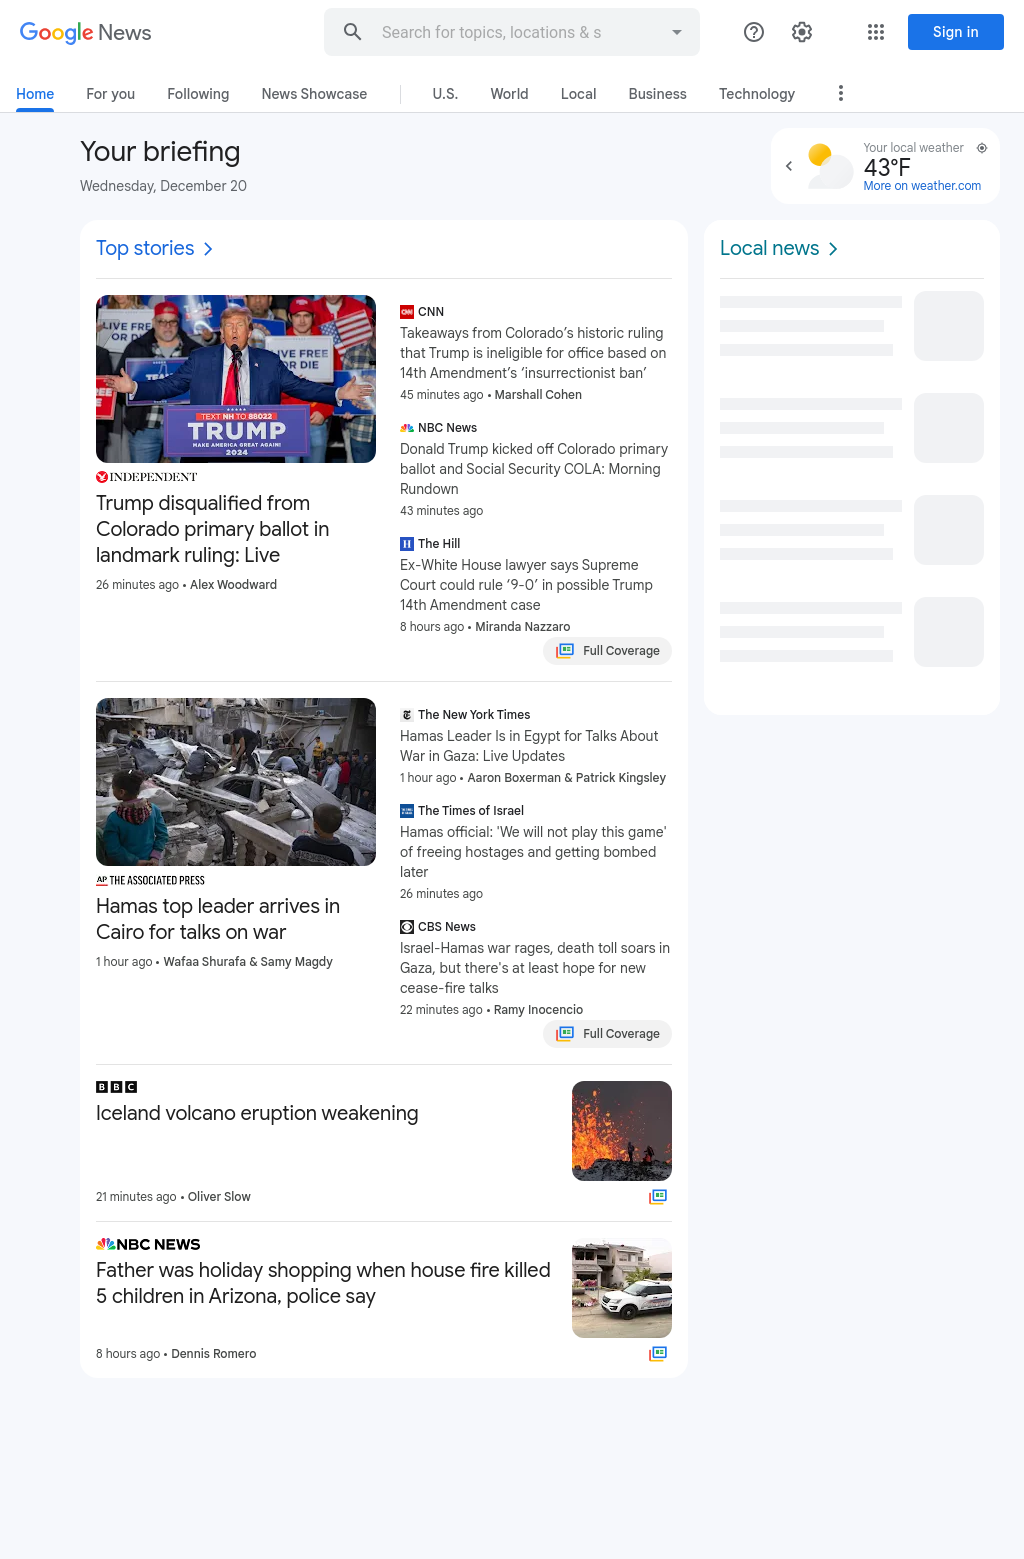 Google News
Search for topics, locations & s
Sign in
Home
For you
Following
News Showcase
U.S.
World
Local
Business
Technology
Your briefing
Wednesday, December 20
Your local weather
43°F
More on weather.com
Top stories
LIVE FREE
OR DIE
LIVE FREE
OR DIE
TEXT NH TO 88022
TRUMP
MAKE AMERICA GREAT AGAIN!
2024
INDEPENDENT
Trump disqualified from
Colorado primary ballot in
landmark ruling: Live
26 minutes ago • Alex Woodward
CNN
CNN
Takeaways from Colorado’s historic ruling
that Trump is ineligible for office based on
14th Amendment’s ‘insurrectionist ban’
45 minutes ago • Marshall Cohen
NBC News
Donald Trump kicked off Colorado primary
ballot and Social Security COLA: Morning
Rundown
43 minutes ago
H
The Hill
Ex-White House lawyer says Supreme
Court could rule ‘9-0’ in possible Trump
14th Amendment case
8 hours ago • Miranda Nazzaro
Full Coverage
AP THE ASSOCIATED PRESS
Hamas top leader arrives in
Cairo for talks on war
1 hour ago • Wafaa Shurafa & Samy Magdy
The New York Times
Hamas Leader Is in Egypt for Talks About
War in Gaza: Live Updates
1 hour ago • Aaron Boxerman & Patrick Kingsley
The Times of Israel
Hamas official: 'We will not play this game'
of freeing hostages and getting bombed
later
26 minutes ago
CBS News
Israel-Hamas war rages, death toll soars in
Gaza, but there's at least hope for new
cease-fire talks
22 minutes ago • Ramy Inocencio
Full Coverage
BBC
Iceland volcano eruption weakening
21 minutes ago • Oliver Slow
NBC NEWS
Father was holiday shopping when house fire killed
5 children in Arizona, police say
8 hours ago • Dennis Romero
Local news